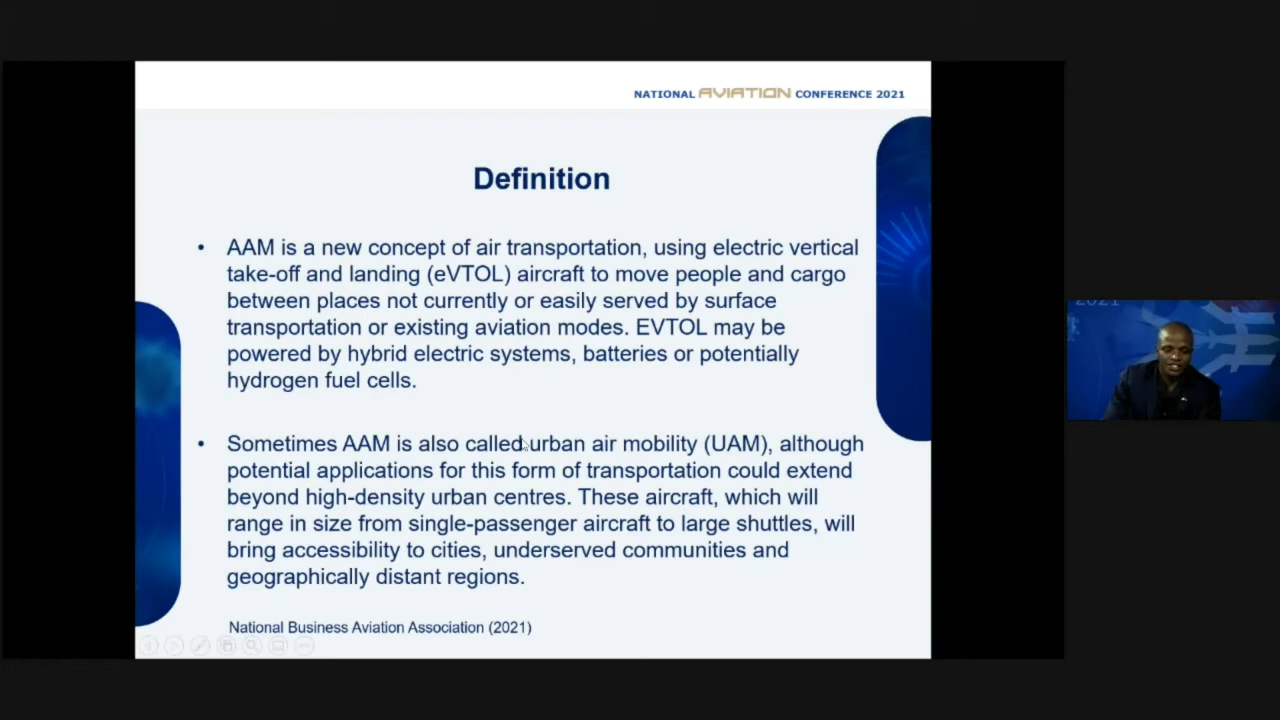 NATIONAL AVIATION CONFERENCE 2021
Definition
• AAM is a new concept of air transportation, using electric vertical
take-off and landing (eVTOL) aircraft to move people and cargo
between places not currently or easily served by surface
transportation or existing aviation modes. EVTOL may be
powered by hybrid electric systems, batteries or potentially
hydrogen fuel cells.
• Sometimes AAM is also called urban air mobility (UAM), although
potential applications for this form of transportation could extend
beyond high-density urban centres. These aircraft, which will
range in size from single-passenger aircraft to large shuttles, will
bring accessibility to cities, underserved communities and
geographically distant regions.
National Business Aviation Association (2021)
2021